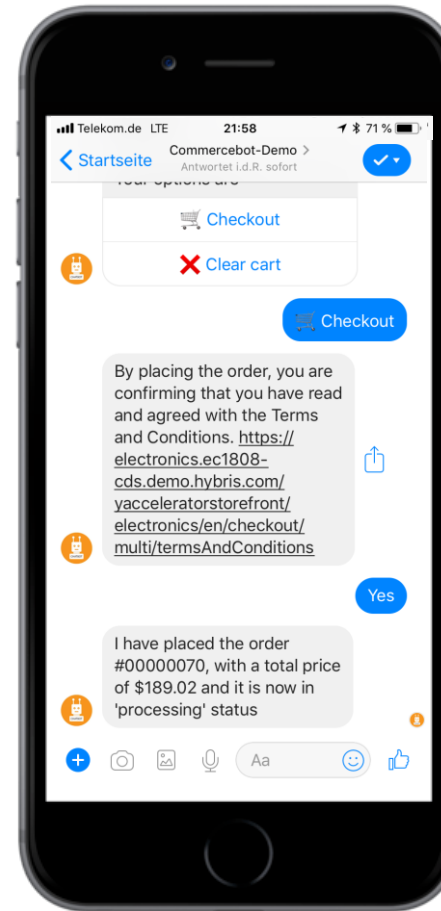 Telekom.de LTE 21:58 71 %
Startseite Commercebot-Demo
Antwortet i.d.R. sofort
Your options are
Checkout
Clear cart
Checkout
By placing the order, you are
confirming that you have read
and agreed with the Terms
and Conditions. https://
electronics.ec1808-
cds.demo.hybris.com/
yacceleratorstorefront/
electronics/en/checkout/
multi/termsAndConditions
Yes
I have placed the order
#00000070, with a total price
of $189.02 and it is now in
'processing' status
Aa